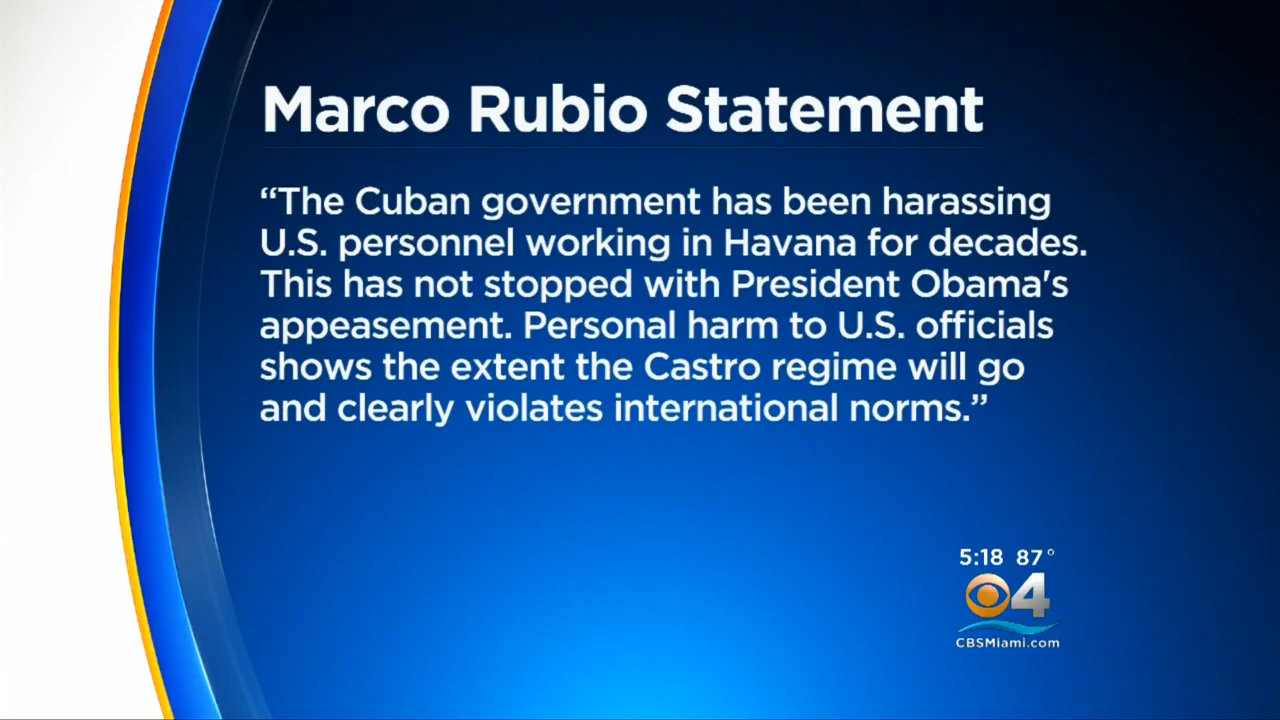 Marco Rubio Statement
“The Cuban government has been harassing
U.S. personnel working in Havana for decades.
This has not stopped with President Obama's
appeasement. Personal harm to U.S. officials
shows the extent the Castro regime will go
and clearly violates international norms.”
5:18 87°
4
CBSMiami.com